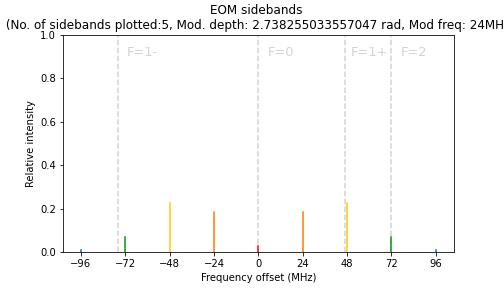 EOM sidebands
(No. of sidebands plotted:5, Mod. depth: 2.738255033557047 rad, Mod freq: 24MH
1.0
F=1- F=0 F=1+ F=2
0.8
0.6
0.4
0.2
0.0
Relative intensity
−96 −72 −48 −24 0 24 48 72 96
Frequency offset (MHz)